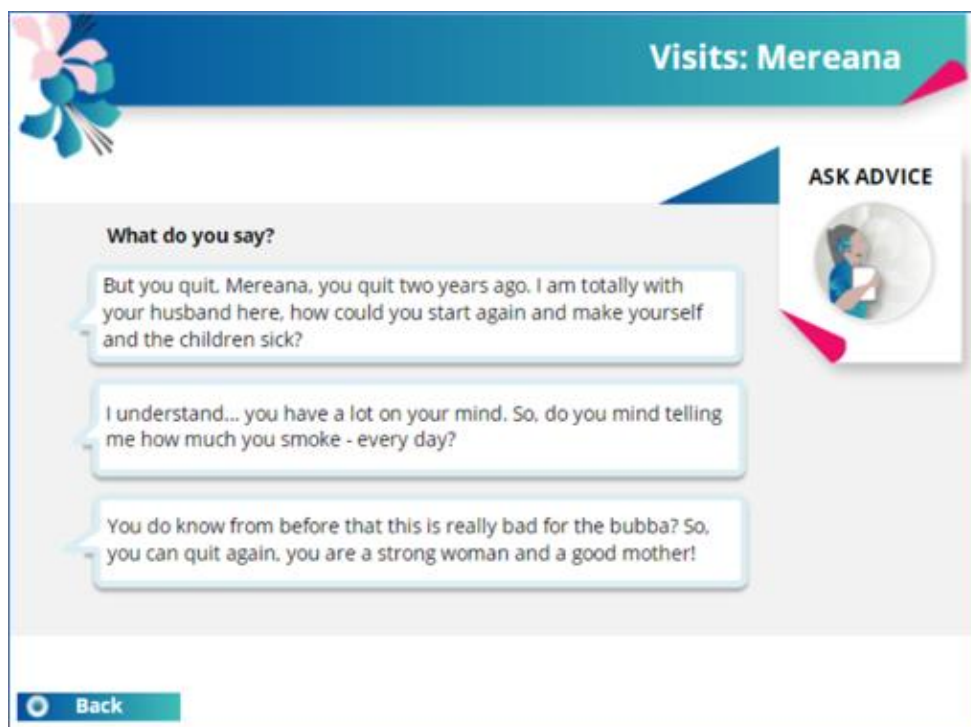 Visits: Mereana
ASK ADVICE
What do you say?
But you quit. Mereana, you quit two years ago. I am totally with
your husband here, how could you start again and make yourself
and the children sick?
I understand... you have a lot on your mind. So, do you mind telling
me how much you smoke - every day?
You do know from before that this is really bad for the bubba? So,
you can quit again, you are a strong woman and a good mother!
Back